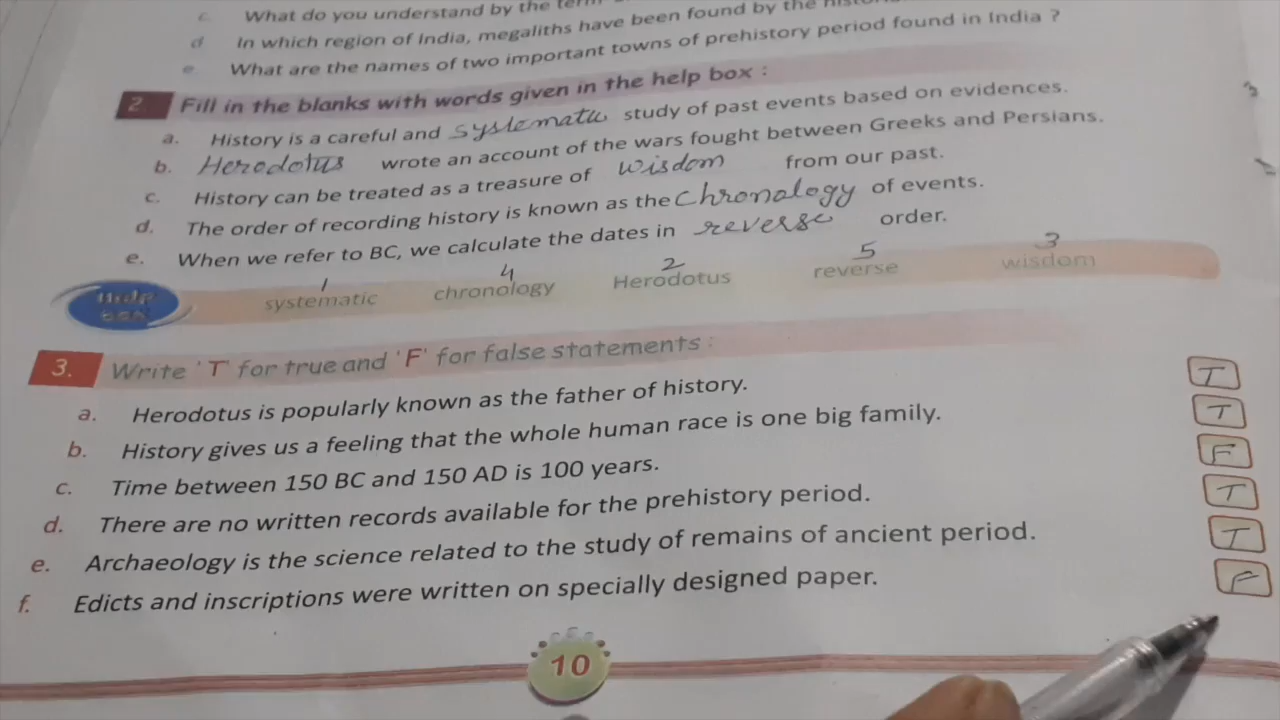 c. What do you understand by the term
d. In which region of India, megaliths have been found by the
e. What are the names of two important towns of prehistory period found in India ?
2. Fill in the blanks with words given in the help box :
a. History is a careful and systematic study of past events based on evidences.
b. Herodotus wrote an account of the wars fought between Greeks and Persians.
c. History can be treated as a treasure of wisdom from our past.
d. The order of recording history is known as the Chronology of events.
e. When we refer to BC, we calculate the dates in reverse order.
1 4 2 5 3
Help box systematic chronology Herodotus reverse wisdom
3. Write 'T' for true and 'F' for false statements :
a. Herodotus is popularly known as the father of history. T
b. History gives us a feeling that the whole human race is one big family. T
c. Time between 150 BC and 150 AD is 100 years. F
d. There are no written records available for the prehistory period. T
e. Archaeology is the science related to the study of remains of ancient period. T
f. Edicts and inscriptions were written on specially designed paper. F
10